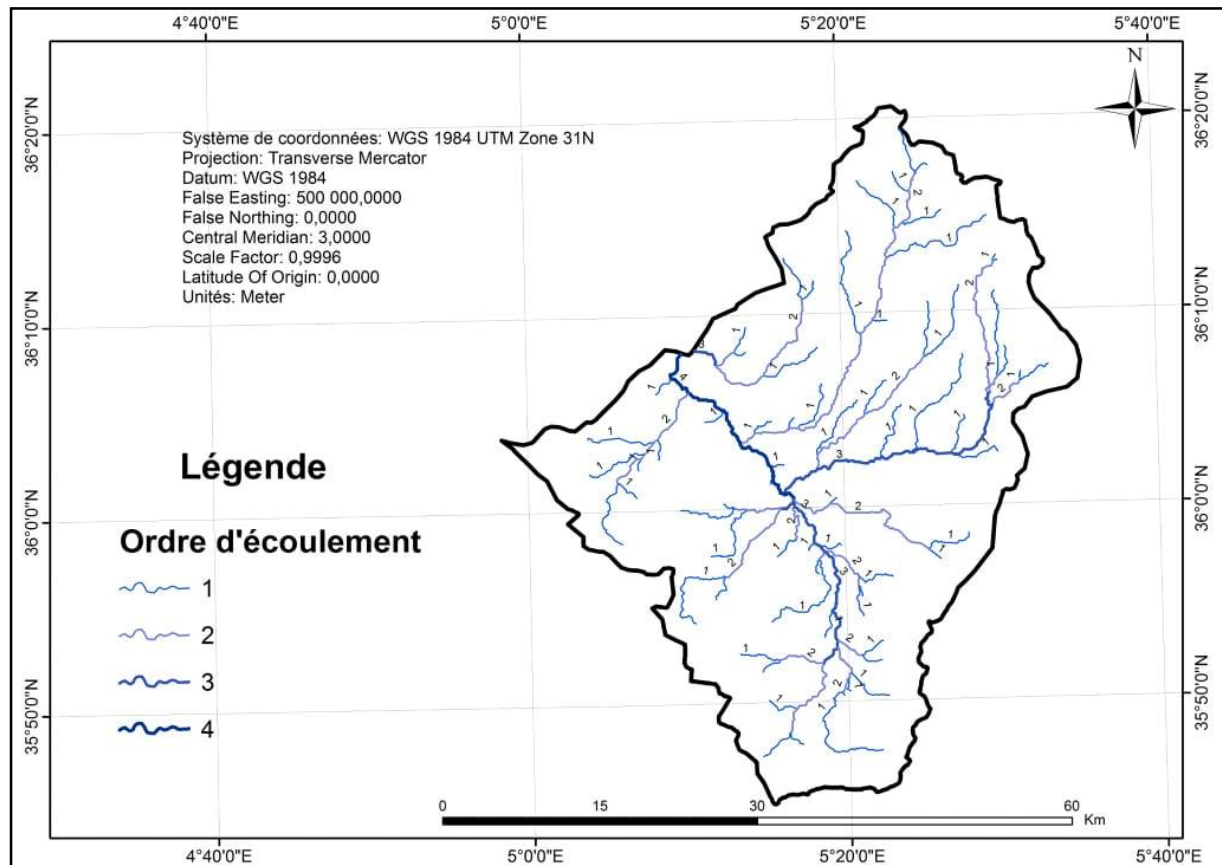 4°40'0"E 5°0'0"E 5°20'0"E 5°40'0"E
N
36°20'0"N
36°20'0"N
Système de coordonnées: WGS 1984 UTM Zone 31N
Projection: Transverse Mercator
Datum: WGS 1984
False Easting: 500 000,0000
False Northing: 0,0000
Central Meridian: 3,0000
Scale Factor: 0,9996
Latitude Of Origin: 0,0000
Unités: Meter
36°10'0"N
36°10'0"N
Légende
36°0'0"N
36°0'0"N
Ordre d'écoulement
1
2
3
4
35°50'0"N
35°50'0"N
0 15 30 60
Km
4°40'0"E 5°0'0"E 5°20'0"E 5°40'0"E